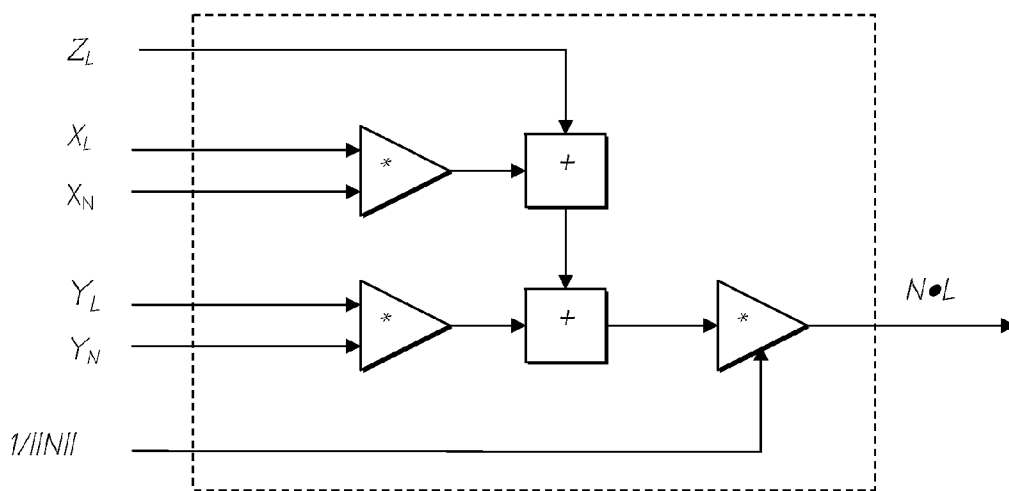 Z_L
X_L
* +
X_N
Y_L
* + * N●L
Y_N
1/||N||